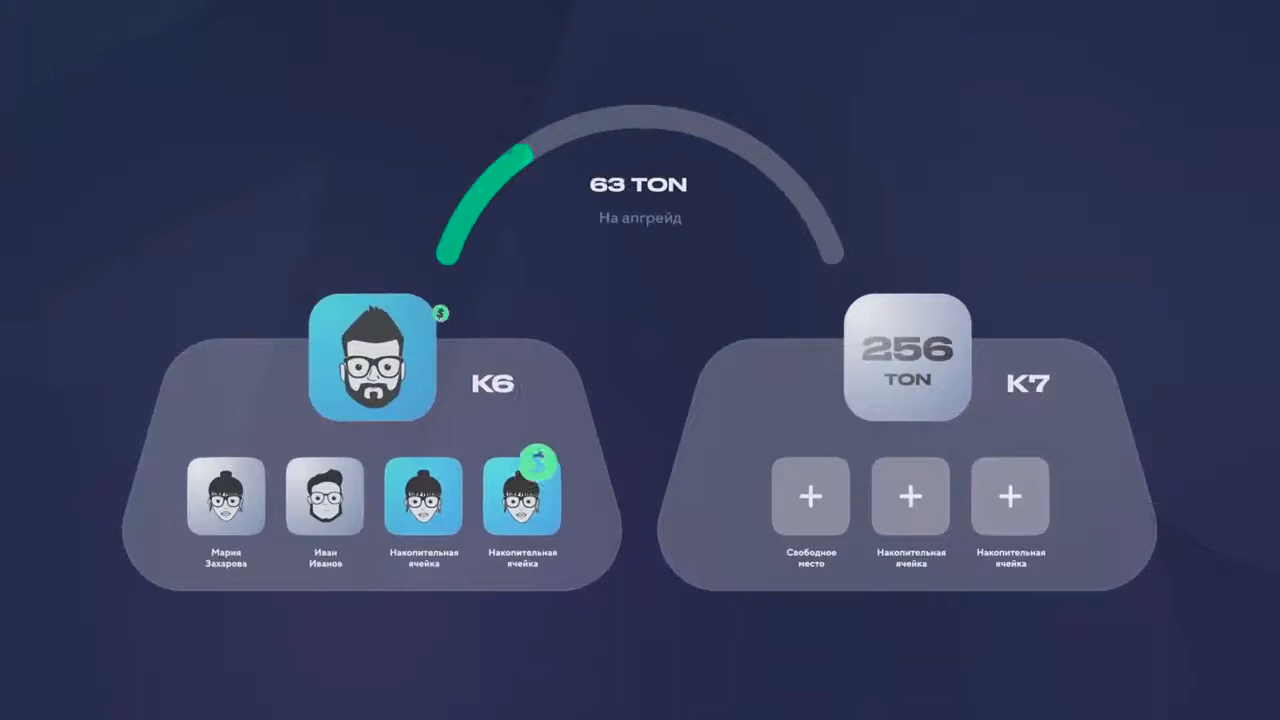 63 TON
На апгрейд
K6
256
TON
K7
Мария
Захарова
Иван
Иванов
Накопительная
ячейка
Накопительная
ячейка
Свободное
место
Накопительная
ячейка
Накопительная
ячейка